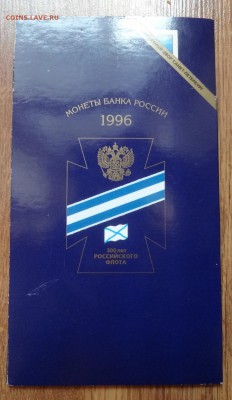 COINS.LAVE.RU
МОНЕТЫ БАНКА РОССИИ
1996
300 лет
РОССИЙСКОГО
ФЛОТА